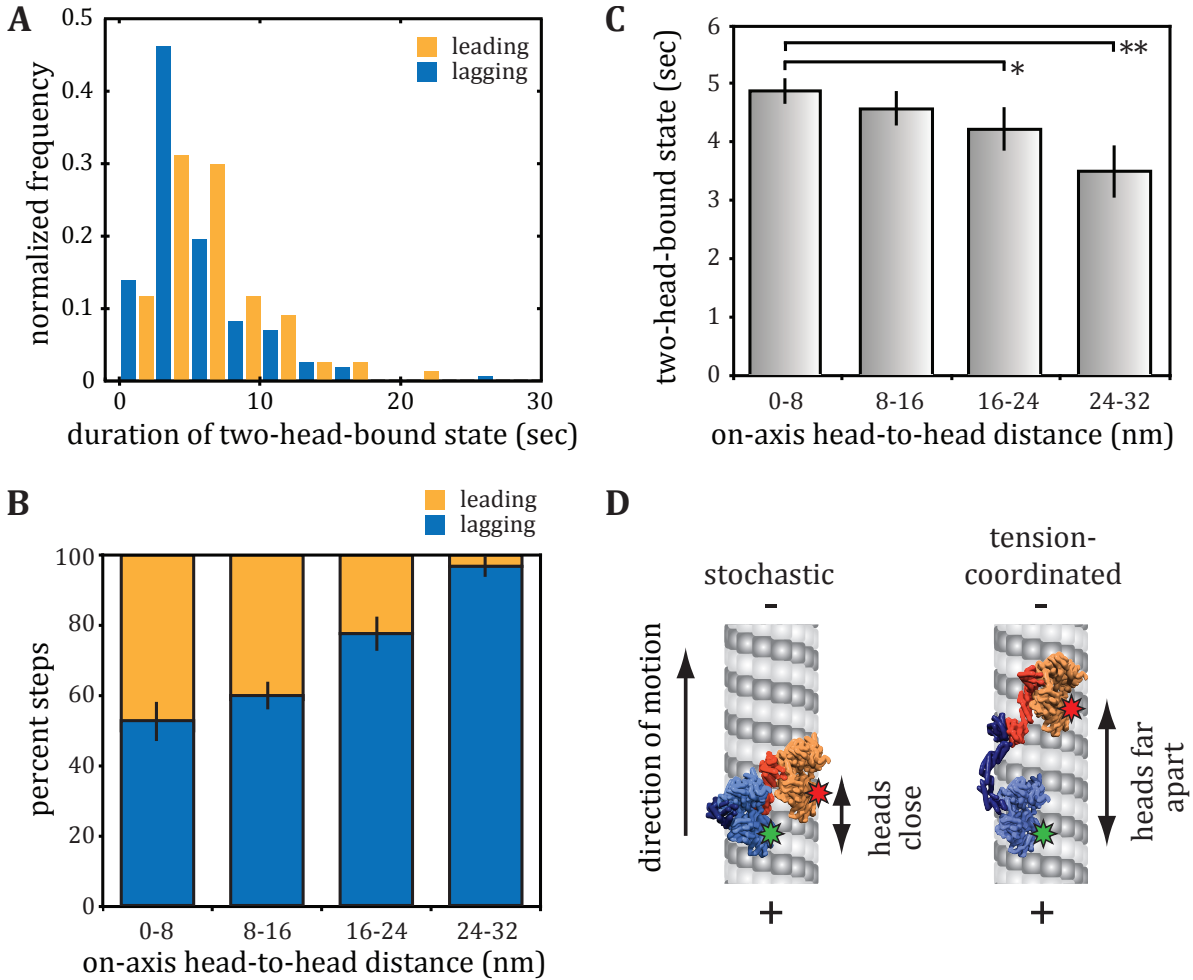 A
0.5
0.4
0.3
0.2
0.1
0
normalized frequency
leading
lagging
0
10
20
30
duration of two-head-bound state (sec)
B
leading
lagging
100
80
60
40
20
0
percent steps
0-8
8-16
16-24
24-32
on-axis head-to-head distance (nm)
C
6
5
4
3
2
1
0
two-head-bound state (sec)
*
**
0-8
8-16
16-24
24-32
on-axis head-to-head distance (nm)
D
stochastic
-
direction of motion
heads
close
+
tension-
coordinated
-
heads far
apart
+